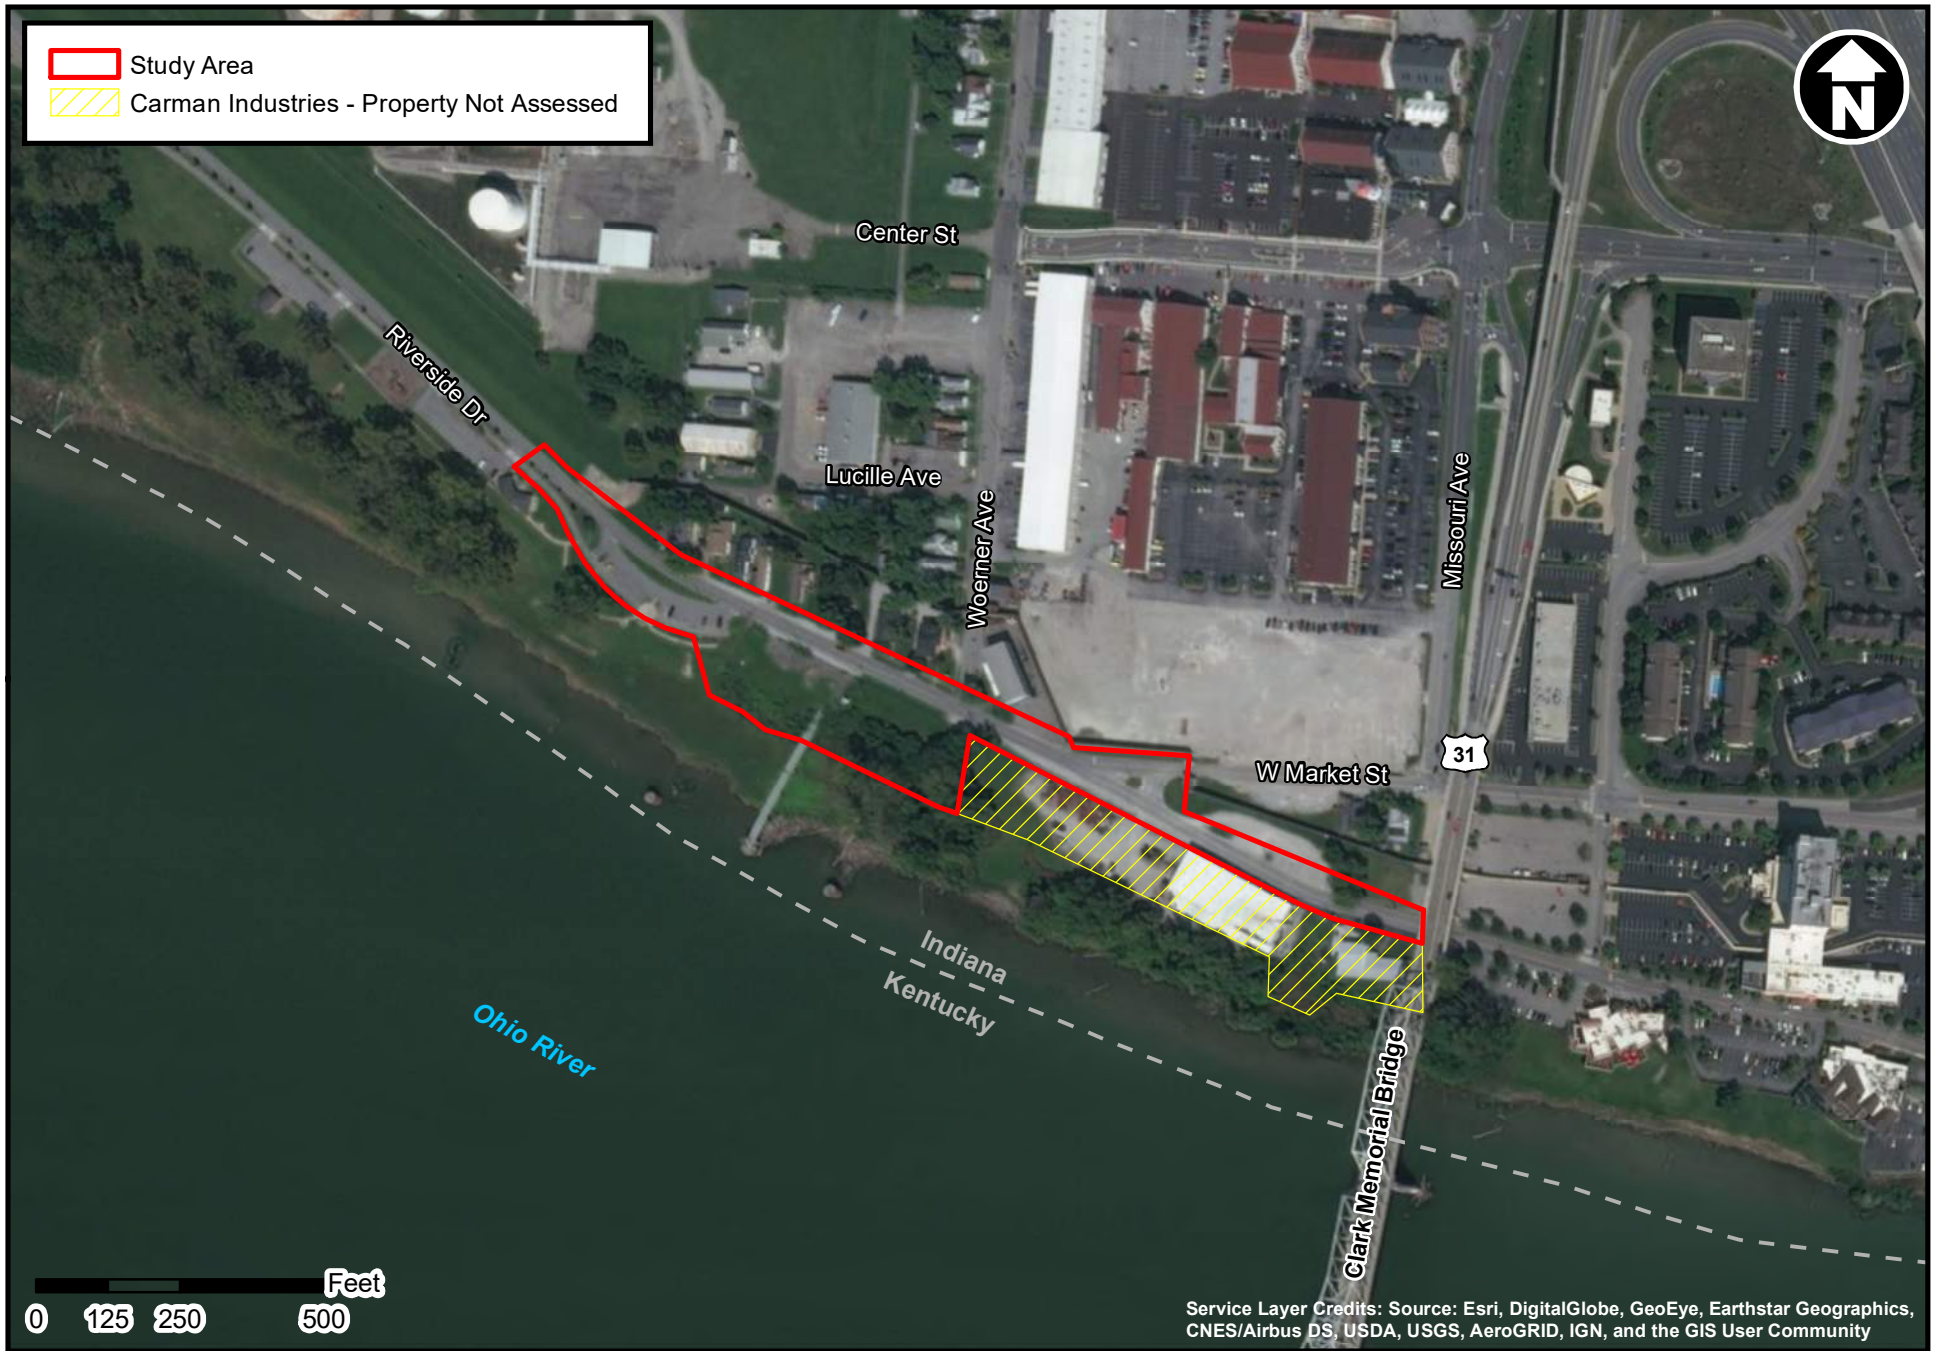 Study Area
Carman Industries - Property Not Assessed
N
Center St
Riverside Dr
Lucille Ave
Woerner Ave
Missouri Ave
31
W Market St
Indiana
Kentucky
Ohio River
Clark Memorial Bridge
Feet
0 125 250 500
Service Layer Credits: Source: Esri, DigitalGlobe, GeoEye, Earthstar Geographics,
CNES/Airbus DS, USDA, USGS, AeroGRID, IGN, and the GIS User Community